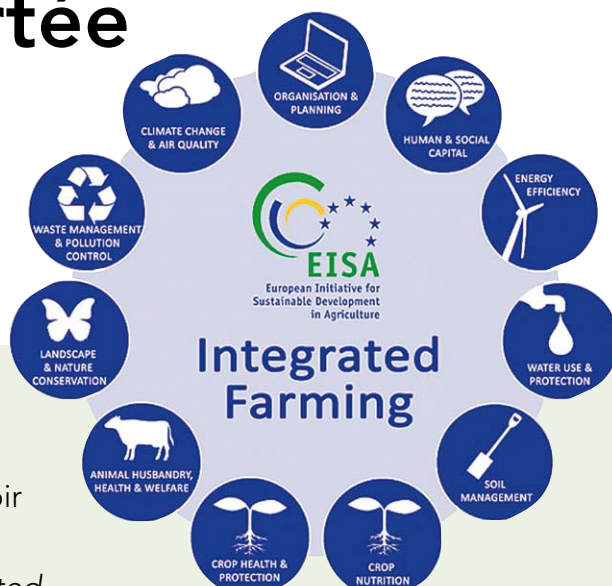 ORGANISATION &
PLANNING
HUMAN & SOCIAL
CAPITAL
ENERGY
EFFICIENCY
WATER USE &
PROTECTION
SOIL
MANAGEMENT
CROP
NUTRITION
CROP HEALTH &
PROTECTION
ANIMAL HUSBANDRY,
HEALTH & WELFARE
LANDSCAPE
& NATURE
CONSERVATION
WASTE MANAGEMENT
& POLLUTION
CONTROL
CLIMATE CHANGE
& AIR QUALITY
EISA
European Initiative for
Sustainable Development
in Agriculture
Integrated
Farming